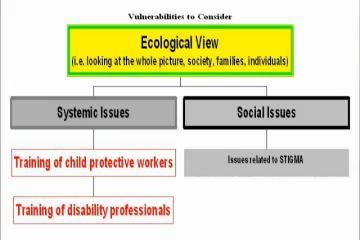 Vulnerabilities to Consider
Ecological View
(i.e. looking at the whole picture, society, families, individuals)
Systemic Issues
Social Issues
Training of child protective workers
Issues related to STIGMA
Training of disability professionals